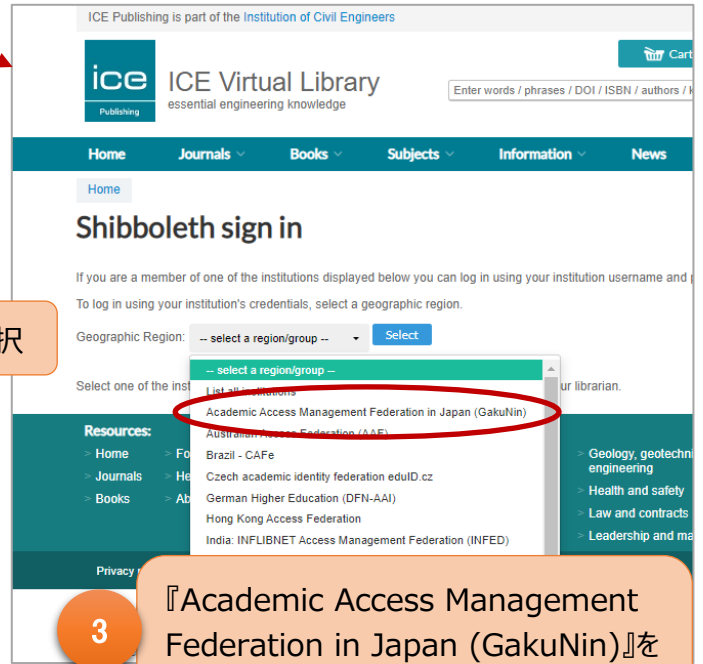 ICE Publishing is part of the Institution of Civil Engineers
Cart
ice
Publishing
ICE Virtual Library
essential engineering knowledge
Enter words / phrases / DOI / ISBN / authors /
Home Journals Books Subjects Information News
Home
Shibboleth sign in
If you are a member of one of the institutions displayed below you can log in using your institution username and
To log in using your institution's credentials, select a geographic region.
択
Geographic Region: -- select a region/group -- Select
-- select a region/group --
Select one of the ur librarian.
List all institutions
Academic Access Management Federation in Japan (GakuNin)
Australian Access Federation (AAF)
Brazil - CAFe
Czech academic identity federation eduID.cz
German Higher Education (DFN-AAI)
Hong Kong Access Federation
India: INFLIBNET Access Management Federation (INFED)
Resources:
> Home
> Journals
> Books
> Fo
> He
> Ab
> Geology, geotechni
engineering
> Health and safety
> Law and contracts
> Leadership and ma
Privacy
3
『Academic Access Management
Federation in Japan (GakuNin)』を